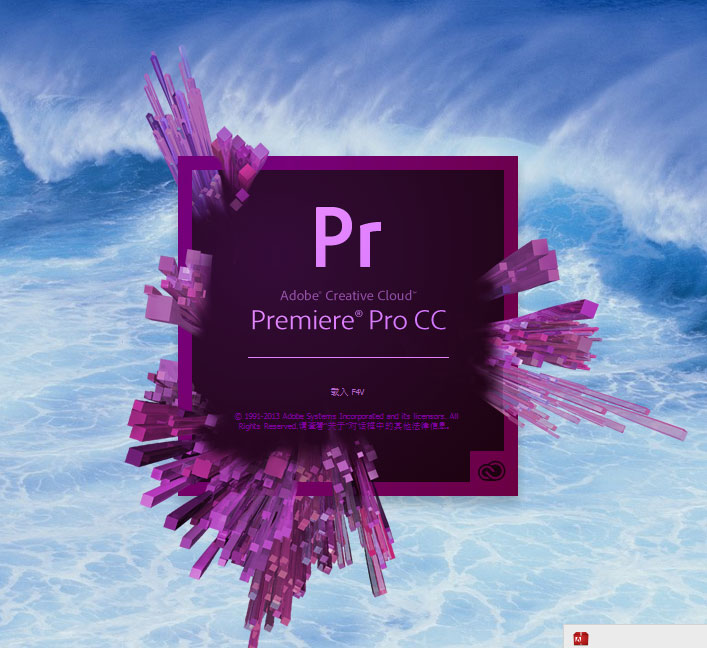 Pr
Adobe® Creative Cloud™
Premiere® Pro CC
载入 F4V
© 1991-2013 Adobe Systems Incorporated and its licensors. All
Rights Reserved.请查看“关于”对话框中的其他法律信息。